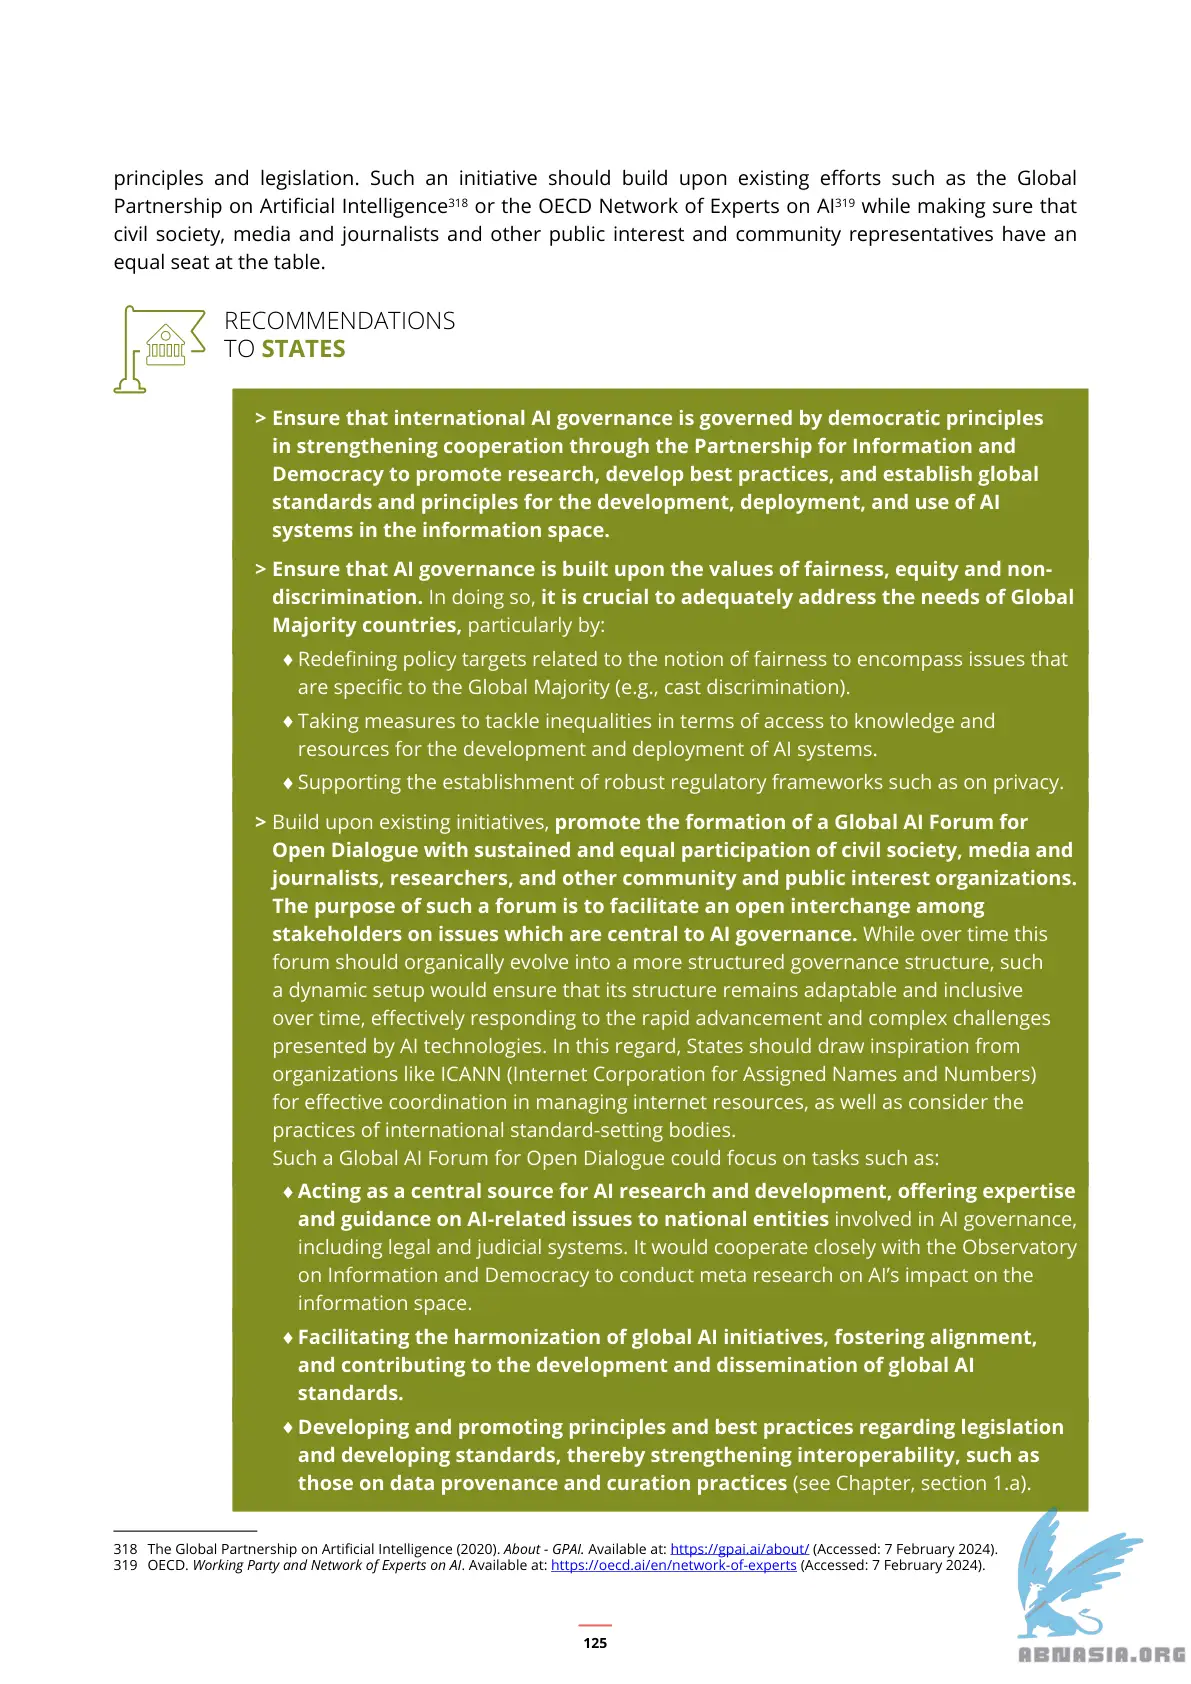 principles and legislation. Such an initiative should build upon existing efforts such as the Global
Partnership on Artificial Intelligence318 or the OECD Network of Experts on AI319 while making sure that
civil society, media and journalists and other public interest and community representatives have an
equal seat at the table.
RECOMMENDATIONS
TO STATES
> Ensure that international AI governance is governed by democratic principles
in strengthening cooperation through the Partnership for Information and
Democracy to promote research, develop best practices, and establish global
standards and principles for the development, deployment, and use of AI
systems in the information space.
> Ensure that AI governance is built upon the values of fairness, equity and non-
discrimination. In doing so, it is crucial to adequately address the needs of Global
Majority countries, particularly by:
♦ Redefining policy targets related to the notion of fairness to encompass issues that
are specific to the Global Majority (e.g., cast discrimination).
♦ Taking measures to tackle inequalities in terms of access to knowledge and
resources for the development and deployment of AI systems.
♦ Supporting the establishment of robust regulatory frameworks such as on privacy.
> Build upon existing initiatives, promote the formation of a Global AI Forum for
Open Dialogue with sustained and equal participation of civil society, media and
journalists, researchers, and other community and public interest organizations.
The purpose of such a forum is to facilitate an open interchange among
stakeholders on issues which are central to AI governance. While over time this
forum should organically evolve into a more structured governance structure, such
a dynamic setup would ensure that its structure remains adaptable and inclusive
over time, effectively responding to the rapid advancement and complex challenges
presented by AI technologies. In this regard, States should draw inspiration from
organizations like ICANN (Internet Corporation for Assigned Names and Numbers)
for effective coordination in managing internet resources, as well as consider the
practices of international standard-setting bodies.
Such a Global AI Forum for Open Dialogue could focus on tasks such as:
♦ Acting as a central source for AI research and development, offering expertise
and guidance on AI-related issues to national entities involved in AI governance,
including legal and judicial systems. It would cooperate closely with the Observatory
on Information and Democracy to conduct meta research on AI’s impact on the
information space.
♦ Facilitating the harmonization of global AI initiatives, fostering alignment,
and contributing to the development and dissemination of global AI
standards.
♦ Developing and promoting principles and best practices regarding legislation
and developing standards, thereby strengthening interoperability, such as
those on data provenance and curation practices (see Chapter, section 1.a).
318 The Global Partnership on Artificial Intelligence (2020). About - GPAI. Available at: https://gpai.ai/about/ (Accessed: 7 February 2024).
319 OECD. Working Party and Network of Experts on AI. Available at: https://oecd.ai/en/network-of-experts (Accessed: 7 February 2024).
125
ABNASIA.ORG